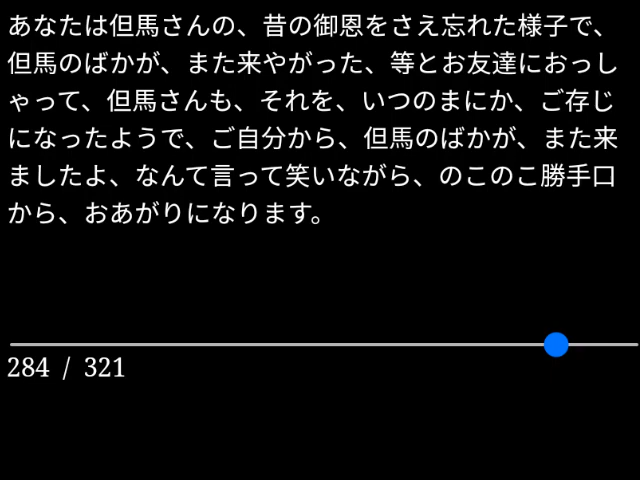 あなたは但馬さんの、昔の御恩をさえ忘れた様子で、
但馬のばかが、また来やがった、等とお友達におっし
ゃって、但馬さんも、それを、いつのまにか、ご存じ
になったようで、ご自分から、但馬のばかが、また来
ましたよ、なんて言って笑いながら、のこのこ勝手口
から、おあがりになります。
284 / 321